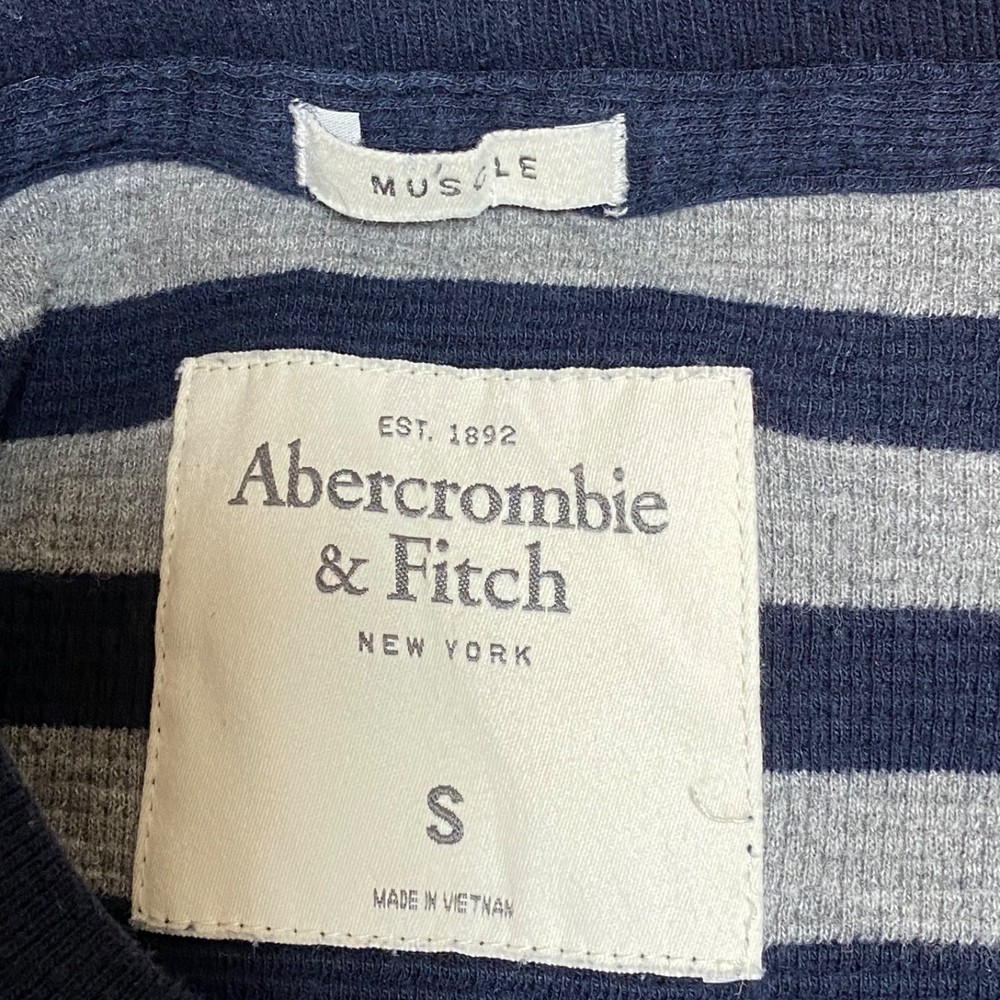 MUSCLE
EST. 1892
Abercrombie
& Fitch
NEW YORK
S
MADE IN VIETNAM